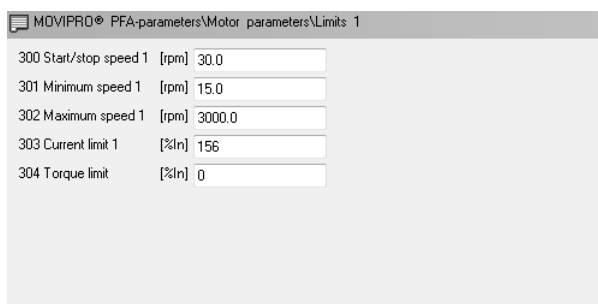 MOVIPRO® PFA-parameters\Motor parameters\Limits 1
300 Start/stop speed 1 [rpm] 30.0
301 Minimum speed 1 [rpm] 15.0
302 Maximum speed 1 [rpm] 3000.0
303 Current limit 1 [%In] 156
304 Torque limit [%In] 0